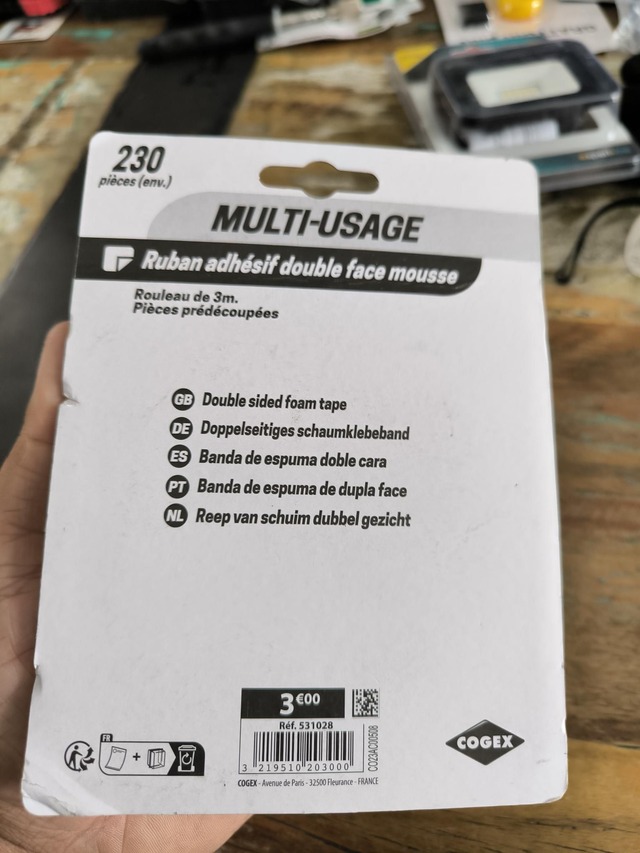 230
pièces (env.)
MULTI-USAGE
Ruban adhésif double face mousse
Rouleau de 3m.
Pièces prédécoupées
GB Double sided foam tape
DE Doppelseitiges schaumklebeband
ES Banda de espuma doble cara
PT Banda de espuma de dupla face
NL Reep van schuim dubbel gezicht
3 €00
Réf. 531028
3 219510 203000
CO23AC00508
FR
+
COGEX
COGEX - Avenue de Paris - 32500 Fleurance - FRANCE